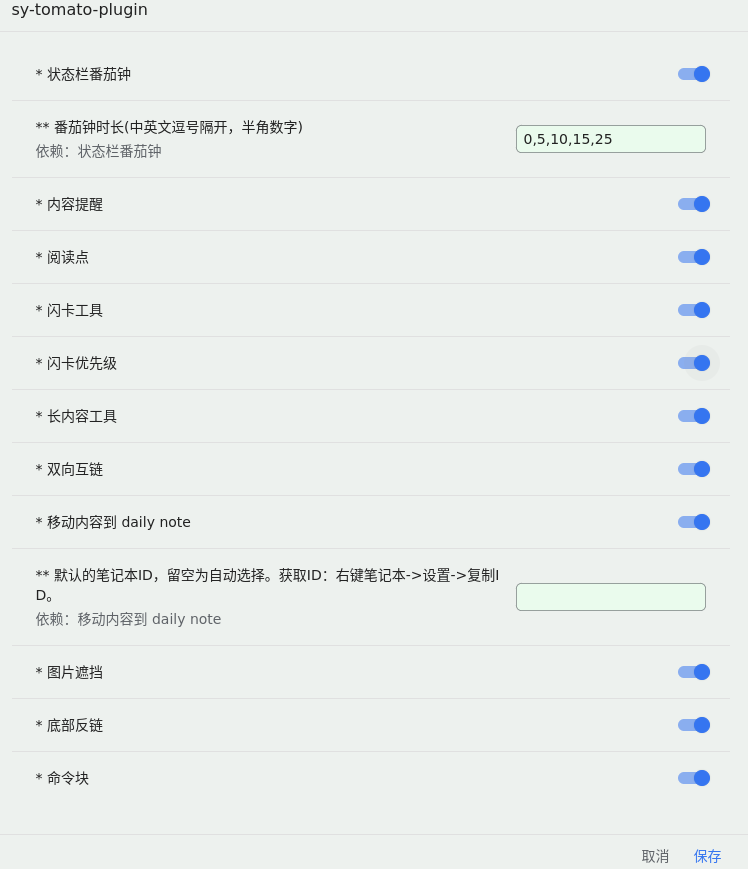 sy-tomato-plugin
* 状态栏番茄钟
** 番茄钟时长(中英文逗号隔开，半角数字)
依赖：状态栏番茄钟
0,5,10,15,25
* 内容提醒
* 阅读点
* 闪卡工具
* 闪卡优先级
* 长内容工具
* 双向互链
* 移动内容到 daily note
** 默认的笔记本ID，留空为自动选择。获取ID：右键笔记本->设置->复制I
D。
依赖：移动内容到 daily note
* 图片遮挡
* 底部反链
* 命令块
取消 保存